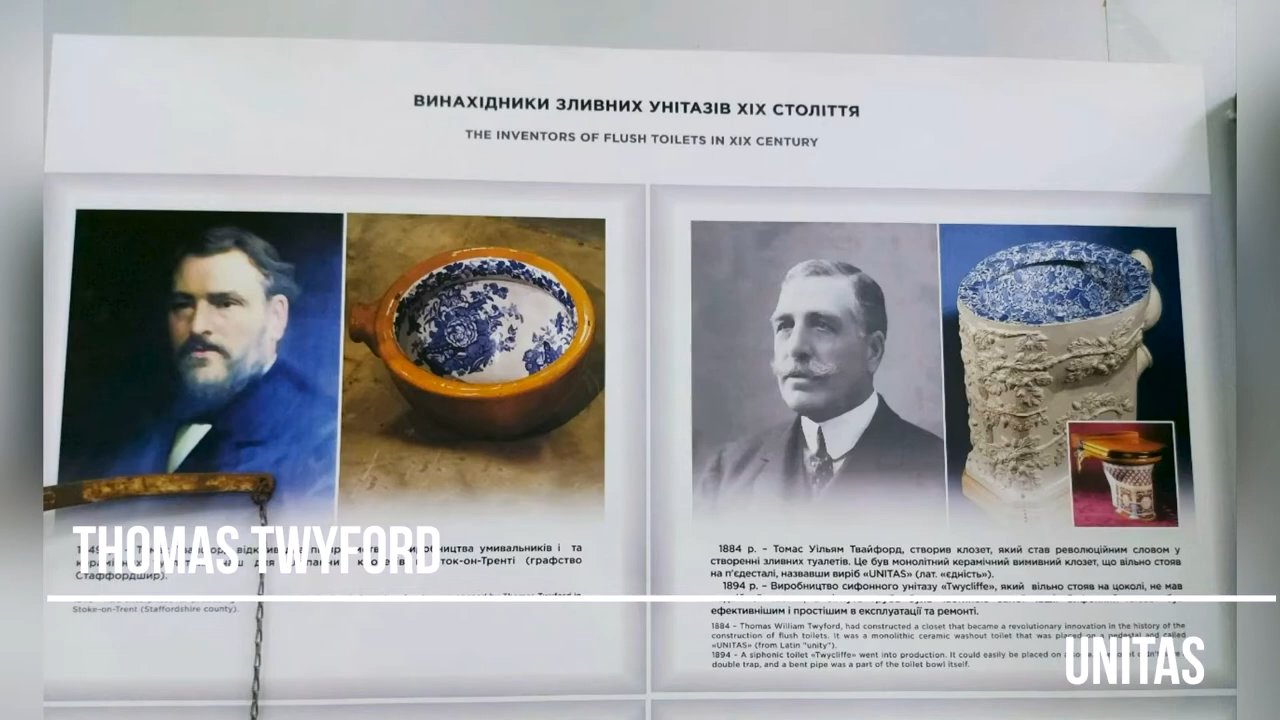 ВИНАХІДНИКИ ЗЛИВНИХ УНІТАЗІВ XIX СТОЛІТТЯ
THE INVENTORS OF FLUSH TOILETS IN XIX CENTURY
THOMAS TWYFORD
умивальників і та
(графство
Стаффордшир).
Stoke-on-Trent (Staffordshire county).
1884 р. – Томас Уільям Твайфорд, створив клозет, який став революційним словом у
створенні зливних туалетів. Це був монолітний керамічний вимивний клозет, що вільно стояв
на п'єдесталі, назвавши виріб «UNITAS» (лат. «єдність»).
1894 р. – Виробництво сифонного унітазу «Twycliffe», який вільно стояв на цоколі, не мав
ефективнішим і простішим в експлуатації та ремонті.
1884 – Thomas William Twyford, had constructed a closet that became a revolutionary innovation in the history of the
construction of flush toilets. It was a monolithic ceramic washout toilet that was placed on a pedestal and called
«UNITAS» (from Latin "unity").
1894 – A siphonic toilet «Twycliffe» went into production. It could easily be placed on
double trap, and a bent pipe was a part of the toilet bowl itself.
UNITAS